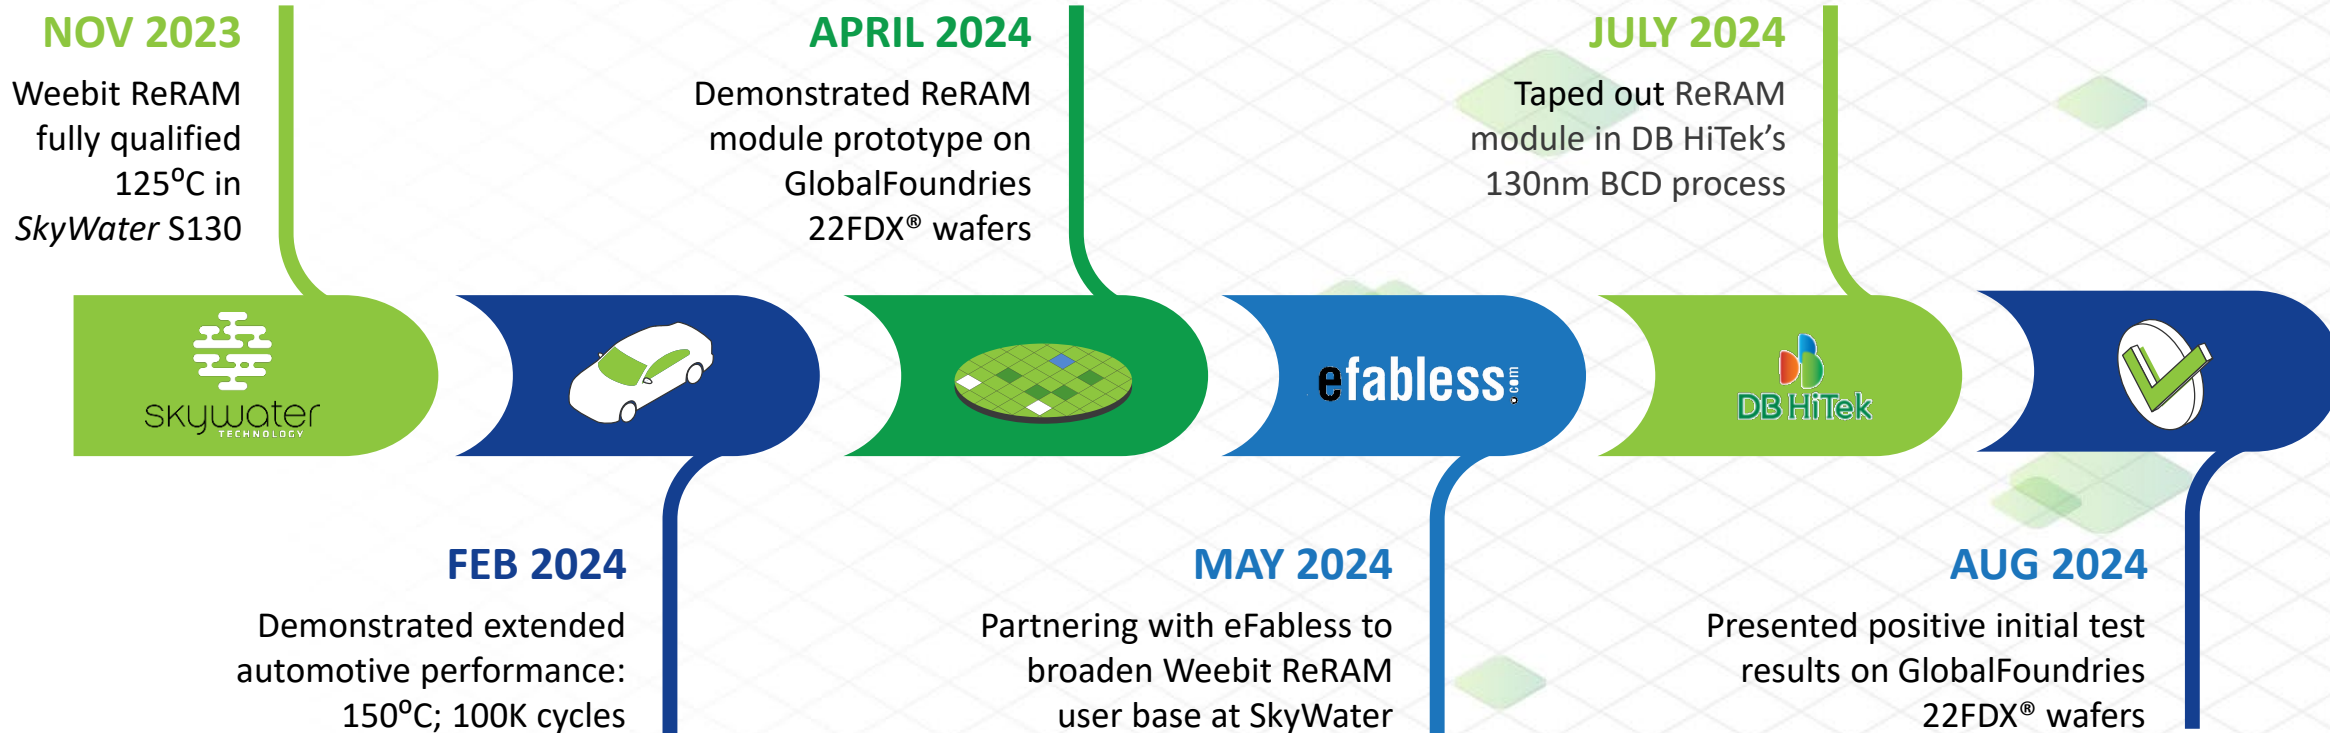 NOV 2023
Weebit ReRAM
fully qualified
125⁰C in
SkyWater S130
APRIL 2024
Demonstrated ReRAM
module prototype on
GlobalFoundries
22FDX® wafers
JULY 2024
Taped out ReRAM
module in DB HiTek’s
130nm BCD process
skywater
TECHNOLOGY
efabless.com
DB HiTek
FEB 2024
Demonstrated extended
automotive performance:
150⁰C; 100K cycles
MAY 2024
Partnering with eFabless to
broaden Weebit ReRAM
user base at SkyWater
AUG 2024
Presented positive initial test
results on GlobalFoundries
22FDX® wafers